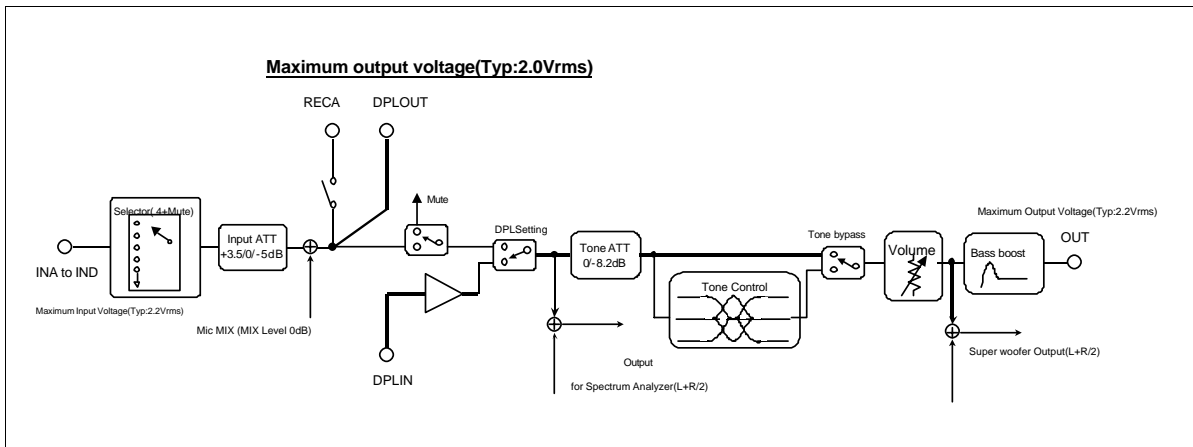 Maximum output voltage(Typ:2.0Vrms)
RECA
DPLOUT
Selector(.4+Mute)
Input ATT
+3.5/0/-5dB
INA to IND
Maximum Input Voltage(Typ:2.2Vrms)
Mic MIX (MIX Level 0dB)
Mute
DPLSetting
DPLIN
Tone ATT
0/-8.2dB
Output
for Spectrum Analyzer(L+R/2)
Tone Control
Tone bypass
Volume
Maximum Output Voltage(Typ:2.2Vrms)
OUT
Bass boost
Super woofer Output(L+R/2)